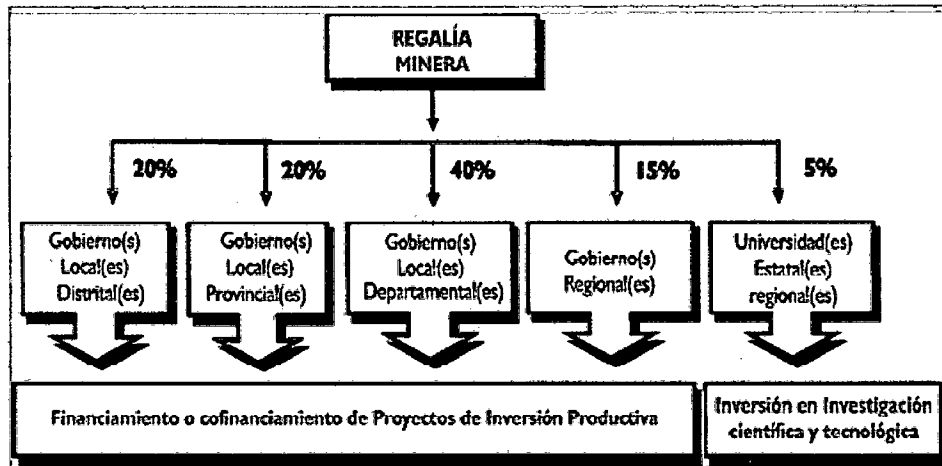 REGALÍA
MINERA
20%
20%
40%
15%
5%
Gobierno(s)
Local(es)
Distrital(es)
Gobierno(s)
Local(es)
Provincial(es)
Gobierno(s)
Local(es)
Departamental(es)
Gobierno(s)
Regional(es)
Universidad(es)
Estatal(es)
regional(es)
Financiamiento o cofinanciamiento de Proyectos de Inversión Productiva
Inversión en Investigación
científica y tecnológica